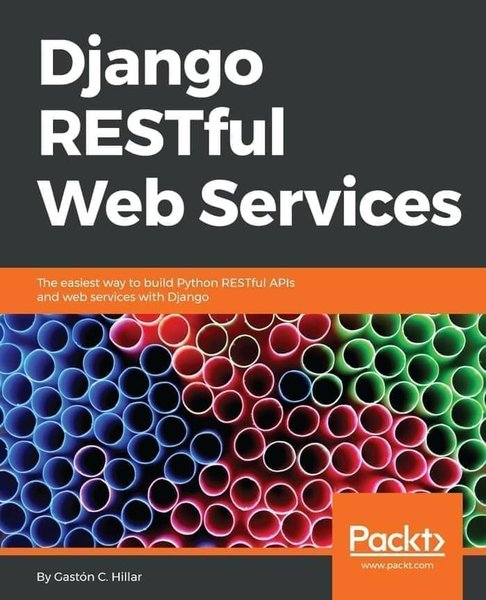 Django
RESTful
Web Services
The easiest way to build Python RESTful APIs
and web services with Django
Packt>
www.packt.com
By Gastón C. Hillar